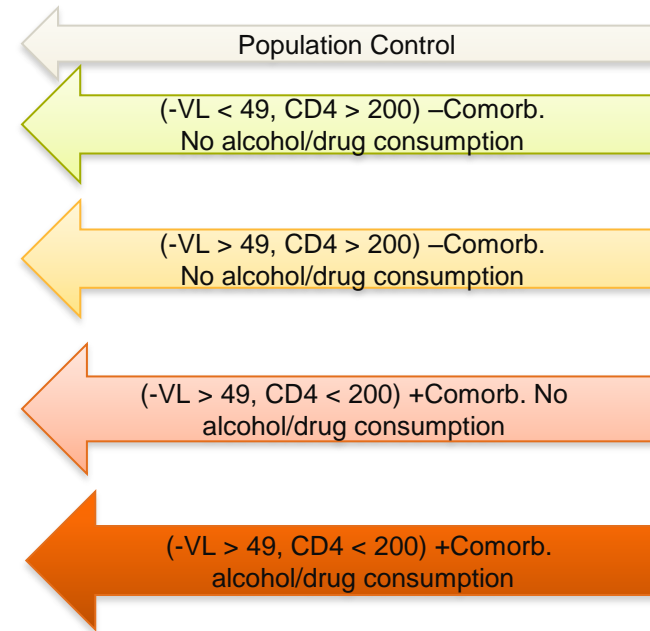 Population Control
(-VL < 49, CD4 > 200) –Comorb.
No alcohol/drug consumption
(-VL > 49, CD4 > 200) –Comorb.
No alcohol/drug consumption
(-VL > 49, CD4 < 200) +Comorb. No
alcohol/drug consumption
(-VL > 49, CD4 < 200) +Comorb.
alcohol/drug consumption